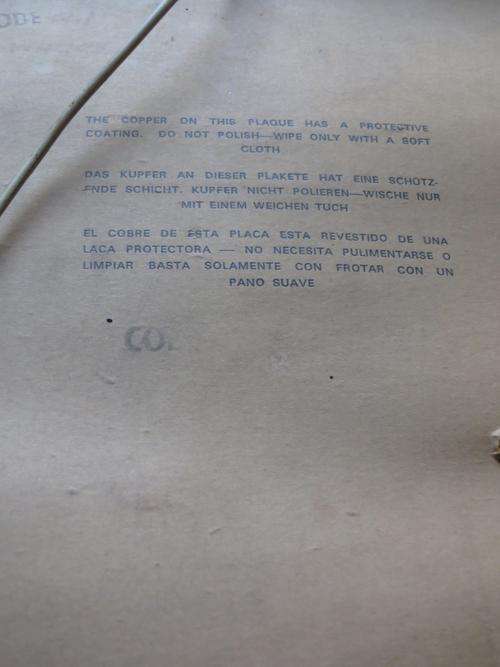 ODE
THE COPPER ON THIS PLAQUE HAS A PROTECTIVE
COATING. DO NOT POLISH—WIPE ONLY WITH A SOFT
CLOTH
DAS KUPFER AN DIESER PLAKETE HAT EINE SCHÜTZ-
ENDE SCHICHT. KUPFER NICHT POLIEREN—WISCHE NUR
MIT EINEM WEICHEN TUCH
EL COBRE DE ESTA PLACA ESTA REVESTIDO DE UNA
LACA PROTECTORA — NO NECESITA PULIMENTARSE O
LIMPIAR BASTA SOLAMENTE CON FROTAR CON UN
PANO SUAVE
CO.